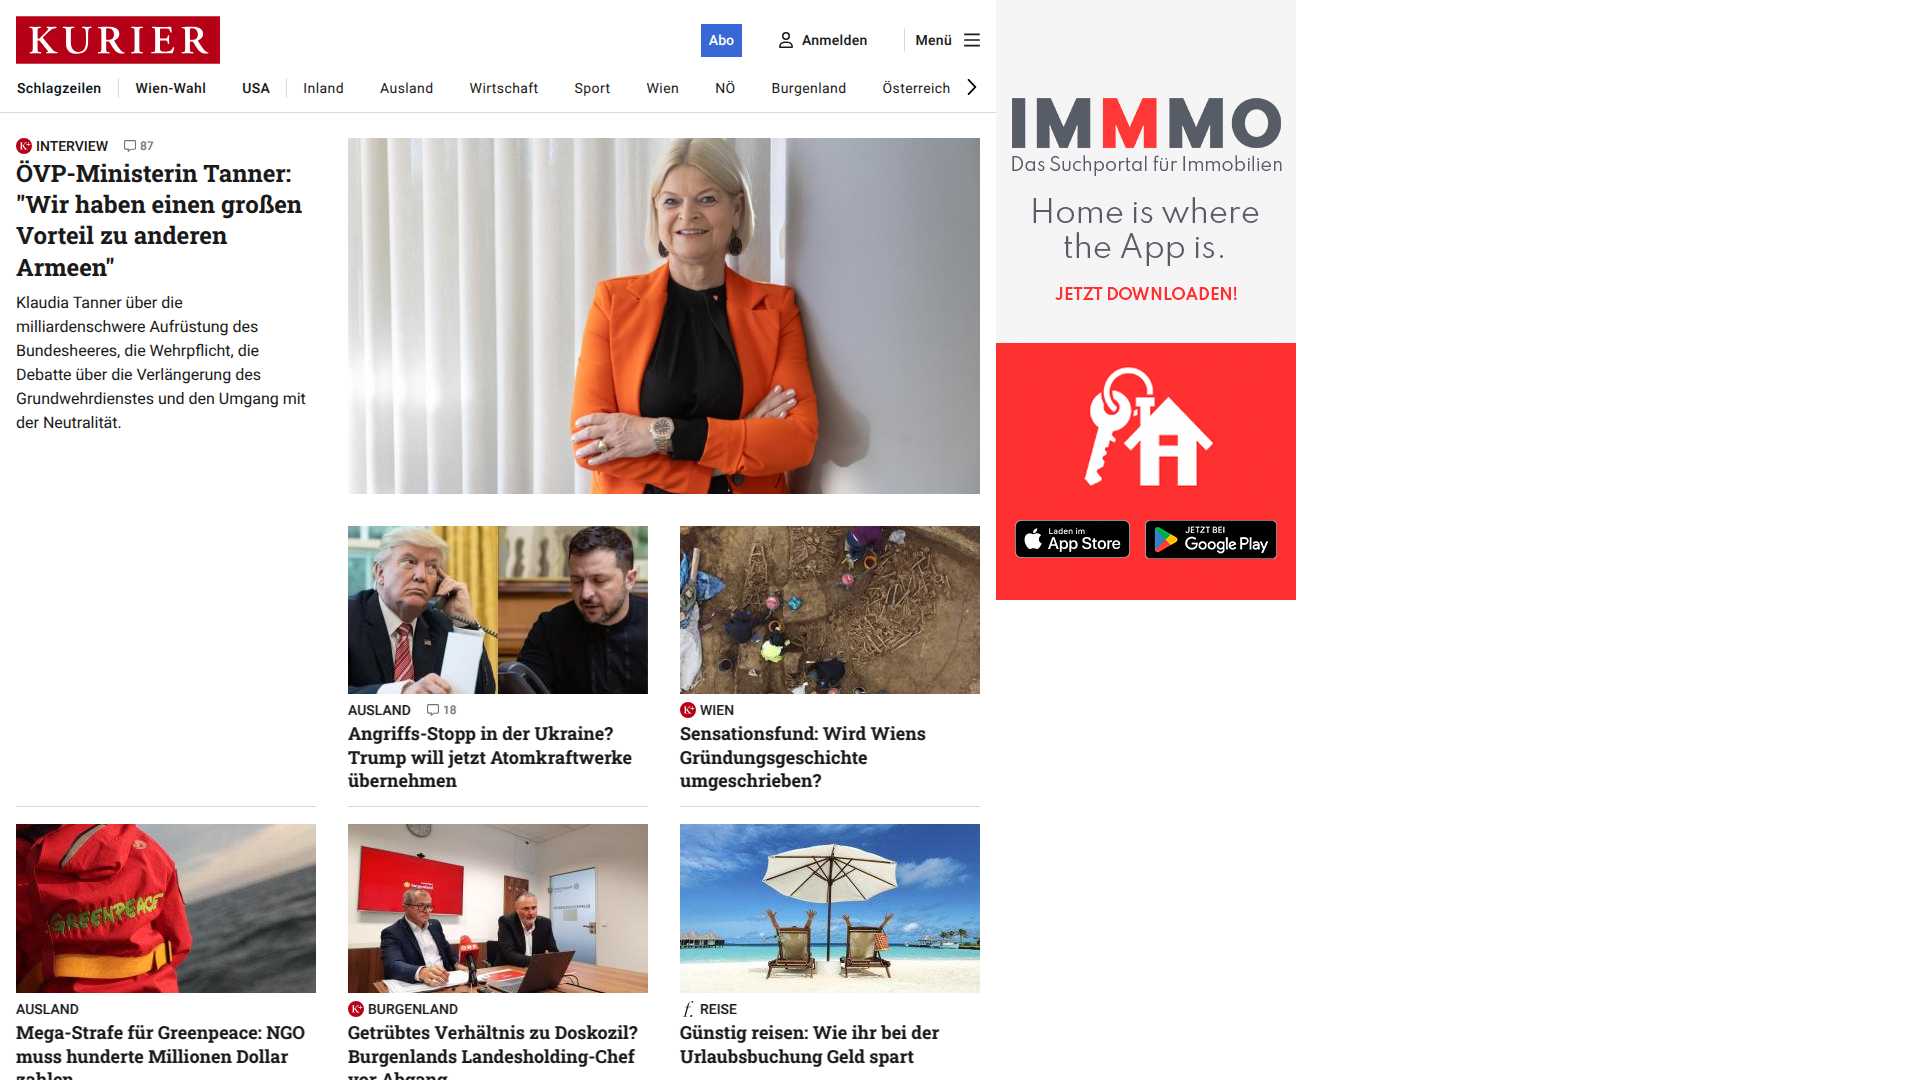 KURIER
Abo
Anmelden
Menü
Schlagzeilen
Wien-Wahl
USA
Inland
Ausland
Wirtschaft
Sport
Wien
NÖ
Burgenland
Österreich
K+ INTERVIEW 87
ÖVP-Ministerin Tanner:
"Wir haben einen großen
Vorteil zu anderen
Armeen"
Klaudia Tanner über die
milliardenschwere Aufrüstung des
Bundesheeres, die Wehrpflicht, die
Debatte über die Verlängerung des
Grundwehrdienstes und den Umgang mit
der Neutralität.
AUSLAND 18
Angriffs-Stopp in der Ukraine?
Trump will jetzt Atomkraftwerke
übernehmen
K+ WIEN
Sensationsfund: Wird Wiens
Gründungsgeschichte
umgeschrieben?
GREENPEACE
AUSLAND
Mega-Strafe für Greenpeace: NGO
muss hunderte Millionen Dollar
zahlen
burgenland
ORF
K+ BURGENLAND
Getrübtes Verhältnis zu Doskozil?
Burgenlands Landesholding-Chef
vor Abgang
f. REISE
Günstig reisen: Wie ihr bei der
Urlaubsbuchung Geld spart
IMMMO
Das Suchportal für Immobilien
Home is where
the App is.
JETZT DOWNLOADEN!
Laden im
App Store
JETZT BEI
Google Play